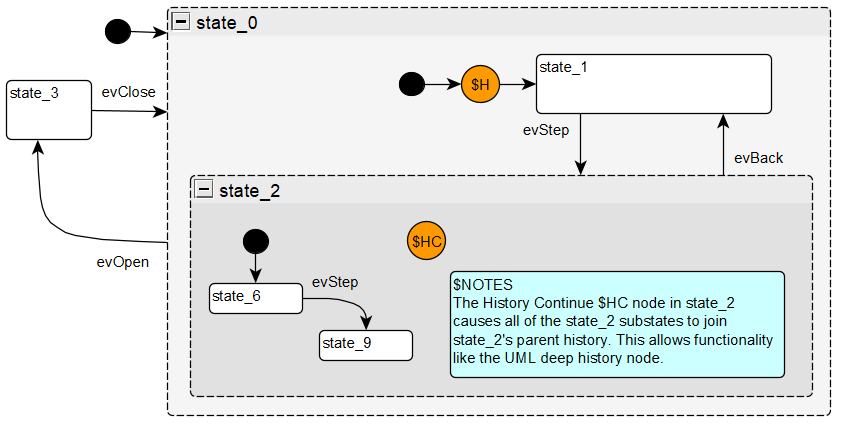 state_0
state_3
evClose
$H
state_1
evStep
evBack
state_2
evOpen
$HC
state_6
evStep
state_9
$NOTES
The History Continue $HC node in state_2
causes all of the state_2 substates to join
state_2's parent history. This allows functionality
like the UML deep history node.